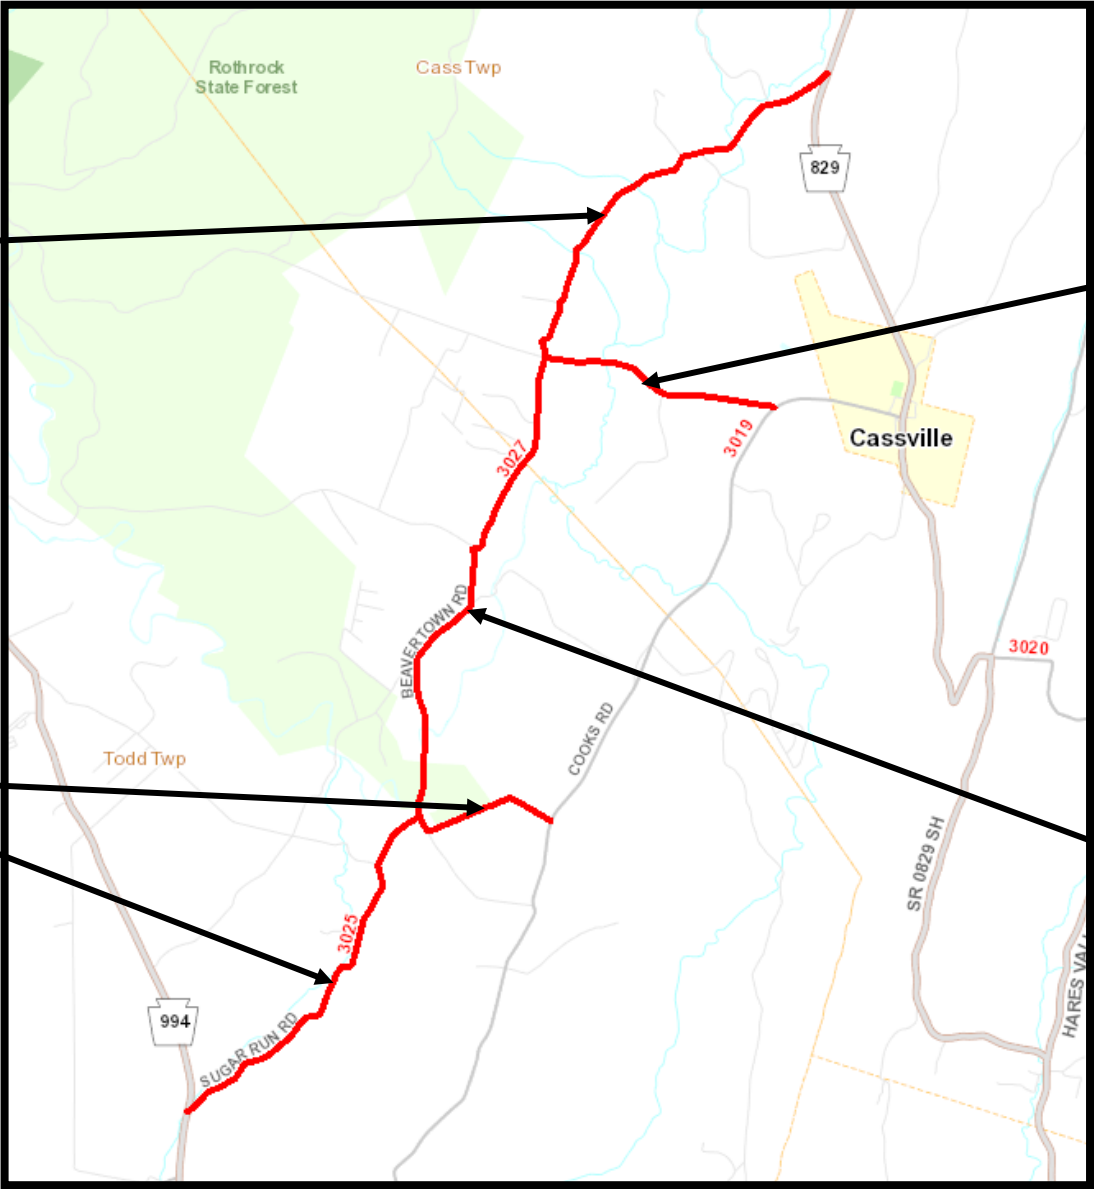 Rothrock
State Forest
Cass Twp
829
3019
Cassville
3027
BEAVERTOWN RD
3020
COOKS RD
Todd Twp
SR 0829 SH
3025
HARES VAL
994
SUGAR RUN RD